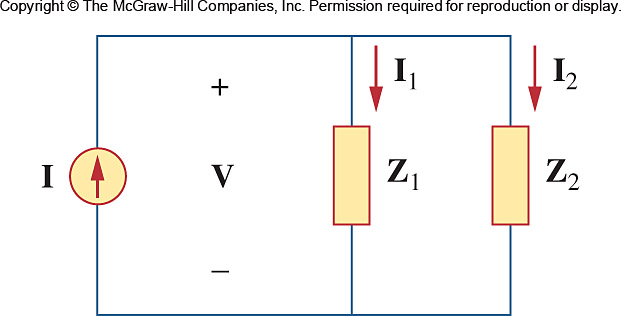 Copyright © The McGraw-Hill Companies, Inc. Permission required for reproduction or display.
+
I₁
I₂
I
V
Z₁
Z₂
−